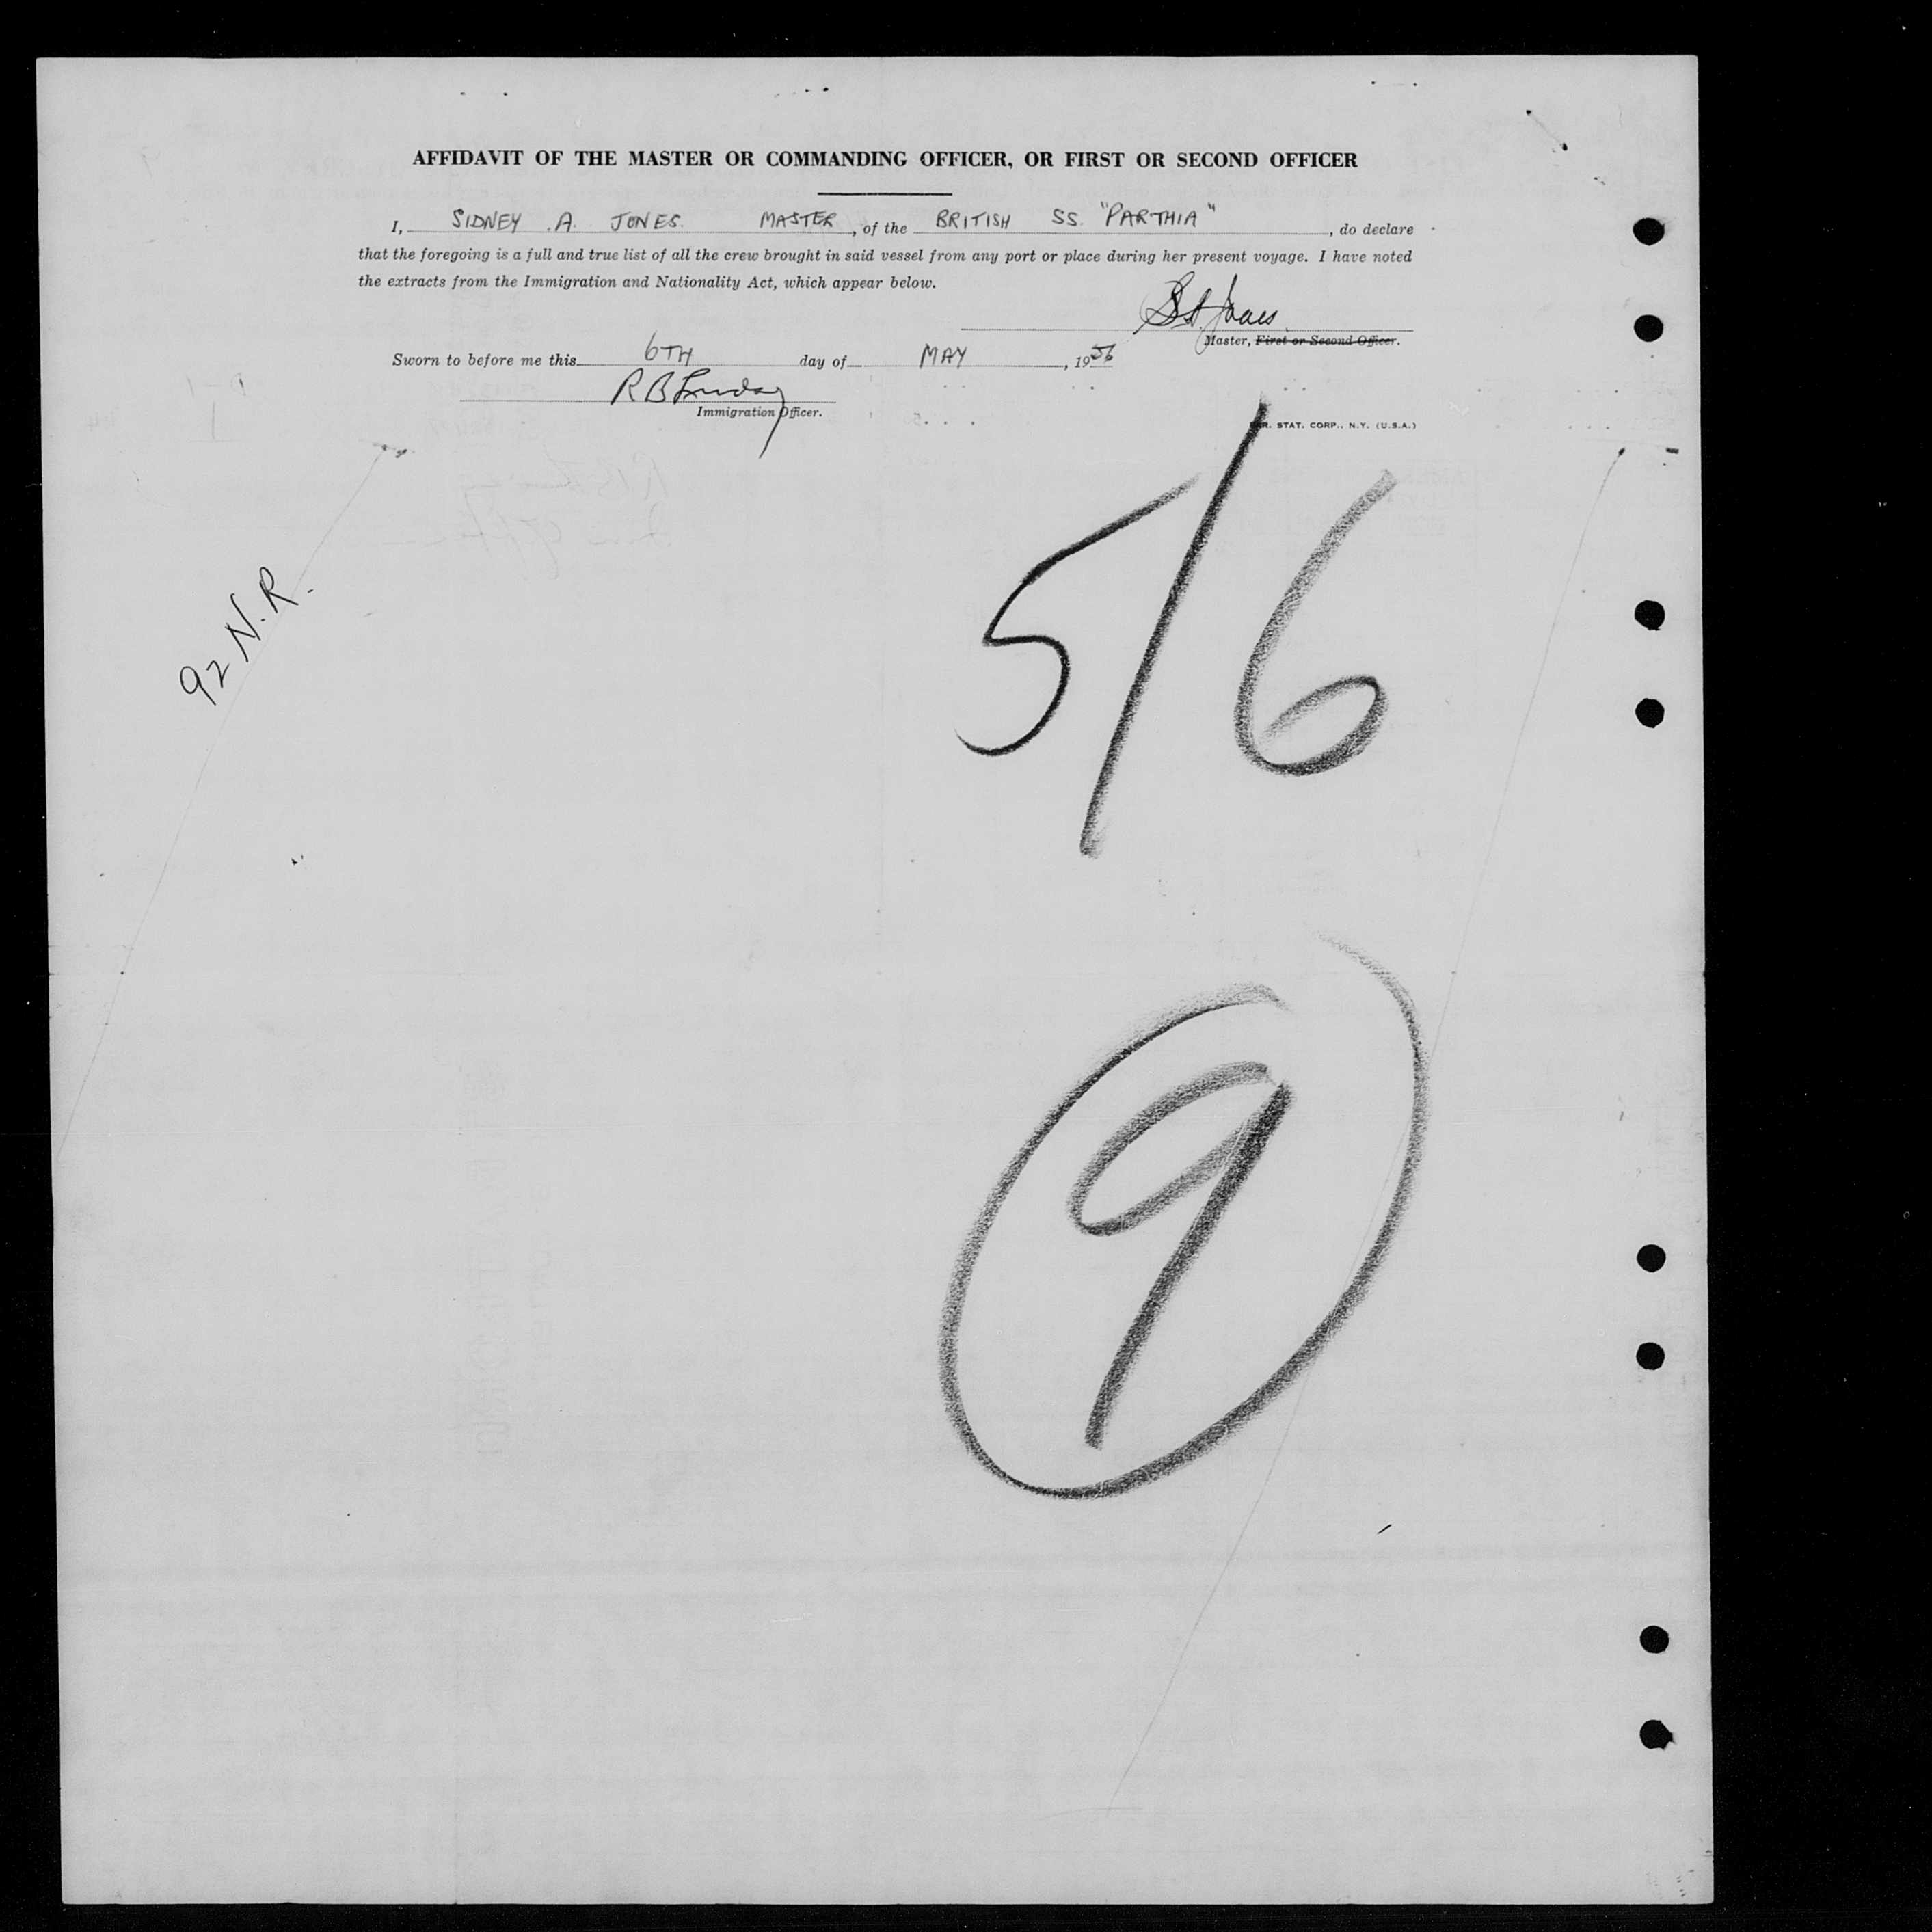 AFFIDAVIT OF THE MASTER OR COMMANDING OFFICER, OR FIRST OR SECOND OFFICER
I, SIDNEY .A. JONES. MASTER, of the BRITISH SS. "PARTHIA", do declare
that the foregoing is a full and true list of all the crew brought in said vessel from any port or place during her present voyage. I have noted
the extracts from the Immigration and Nationality Act, which appear below.
S A Jones.
Master, First or Second Officer.
Sworn to before me this 6TH day of MAY, 1956
R B
Immigration Officer.
STAT. CORP., N.Y. (U.S.A.)
92 N.R.
5/6
9